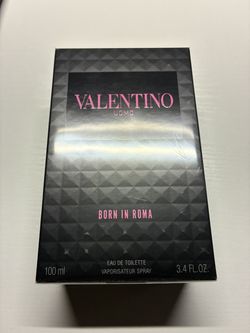 VALENTINO
UOMO
BORN IN ROMA
EAU DE TOILETTE
100 ml VAPORISATEUR SPRAY 3.4 FL.OZ.